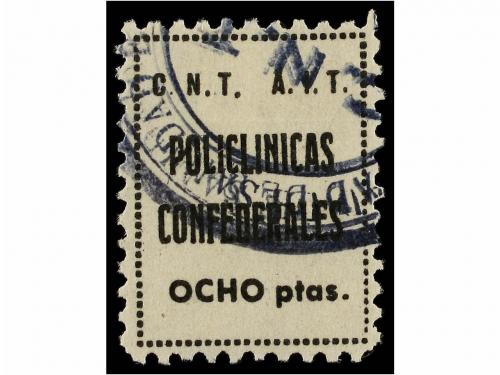 C. N. T. A. I. T.
POLICLINICAS
CONFEDERALES
OCHO ptas.